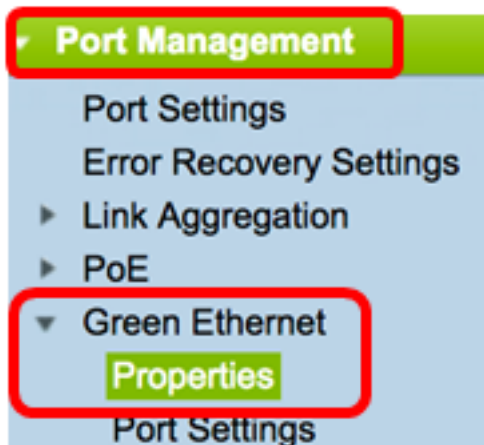 Port Management
Port Settings
Error Recovery Settings
Link Aggregation
PoE
Green Ethernet
Properties
Port Settings